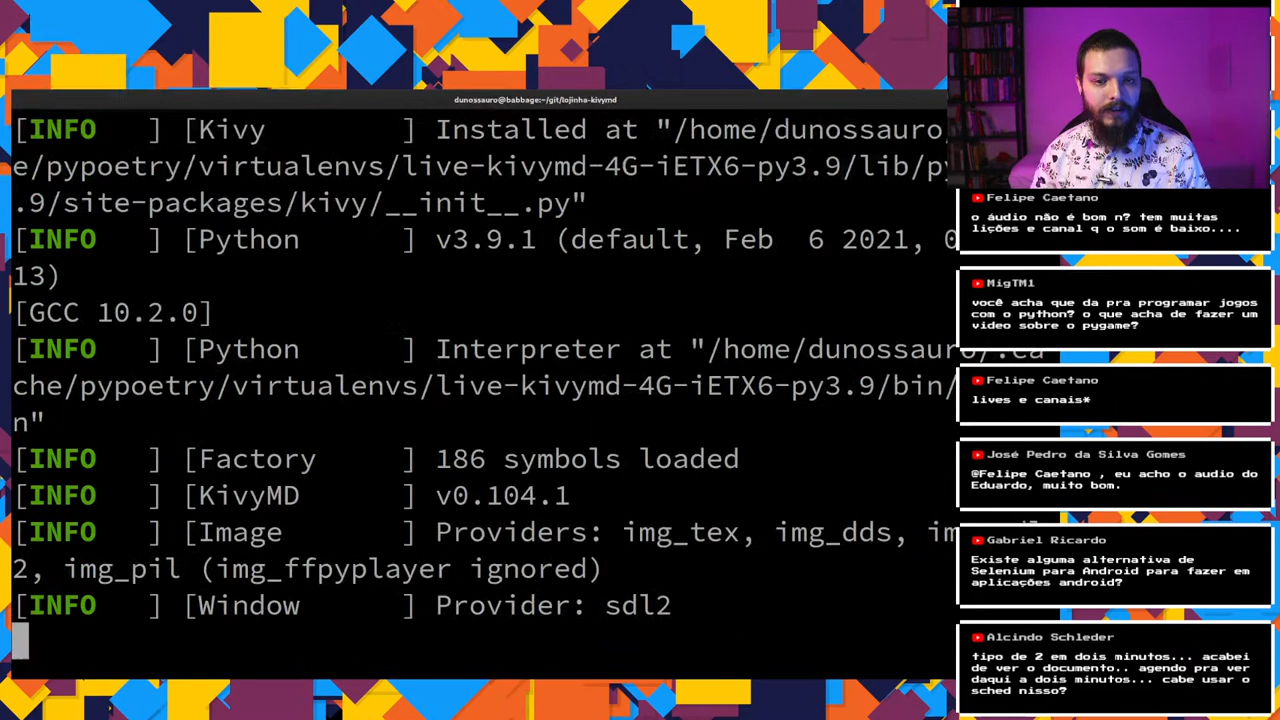 dunossauro@babbage:~/git/lojinha-kivymd
[INFO   ] [Kivy        ] Installed at "/home/dunossauro
e/pypoetry/virtualenvs/live-kivymd-4G-iETX6-py3.9/lib/py
.9/site-packages/kivy/__init__.py"
[INFO   ] [Python      ] v3.9.1 (default, Feb  6 2021, 0
13)
[GCC 10.2.0]
[INFO   ] [Python      ] Interpreter at "/home/dunossauro/.ca
che/pypoetry/virtualenvs/live-kivymd-4G-iETX6-py3.9/bin/
n"
[INFO   ] [Factory     ] 186 symbols loaded
[INFO   ] [KivyMD      ] v0.104.1
[INFO   ] [Image       ] Providers: img_tex, img_dds,
2, img_pil (img_ffpyplayer ignored)
[INFO   ] [Window      ] Provider: sdl2
Felipe Caetano
o áudio não é bom n? tem muitas
lições e canal q o som é baixo....
MigTM1
você acha que da pra programar jogos
com o python? o que acha de fazer um
video sobre o pygame?
Felipe Caetano
lives e canais*
José Pedro da Silva Gomes
@Felipe Caetano , eu acho o audio do
Eduardo, muito bom.
Gabriel Ricardo
Existe alguma alternativa de
Selenium para Android para fazer em
aplicações android?
Alcindo Schleder
tipo de 2 em dois minutos... acabei
de ver o documento.. agendo pra ver
daqui a dois minutos... cabe usar o
sched nisso?